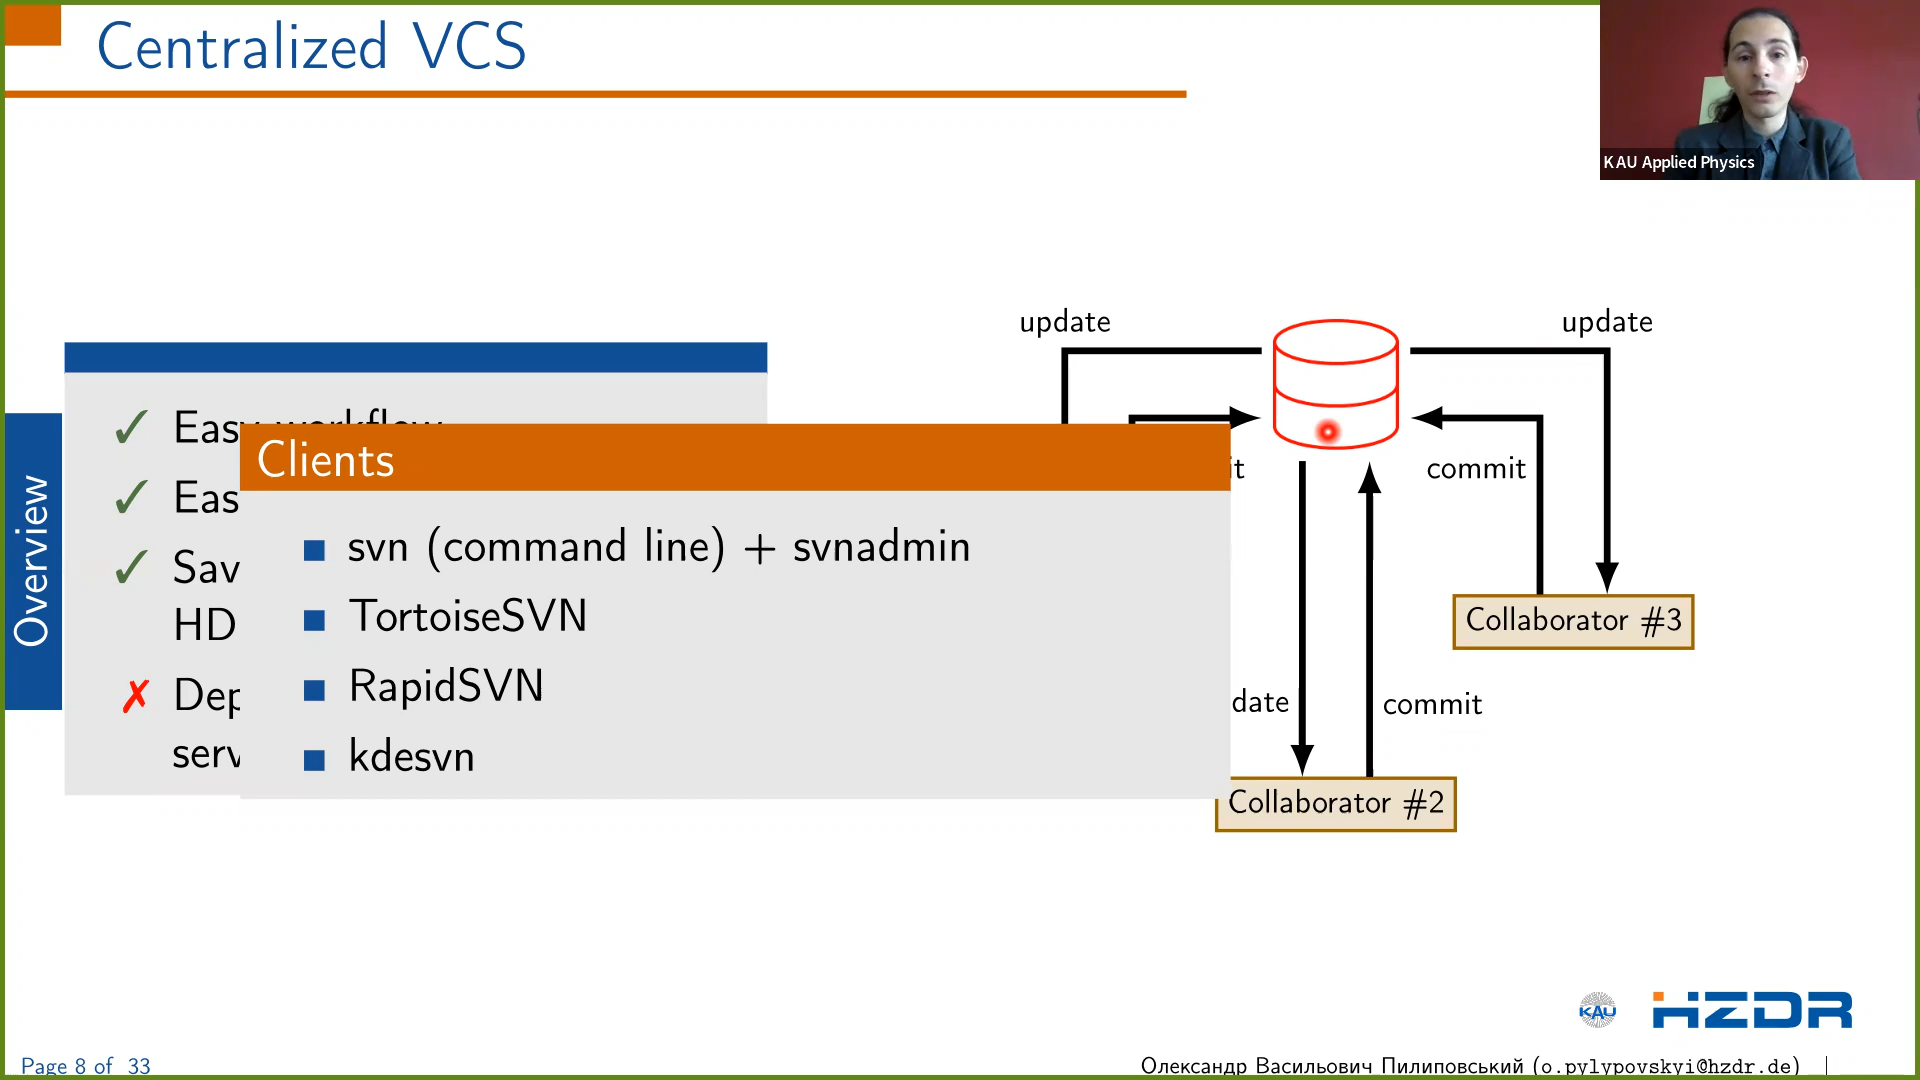 Centralized VCS
KAU Applied Physics
update
update
Easy workflow
Clients
commit
Eas
svn (command line) + svnadmin
Overview
Sav
TortoiseSVN
Collaborator #3
HD
RapidSVN
Dep
date
commit
serv
kdesvn
Collaborator #2
KAU
HZDR
Page 8 of 33
Олександр Васильович Пилиповський (o.pylypovskyi@hzdr.de)